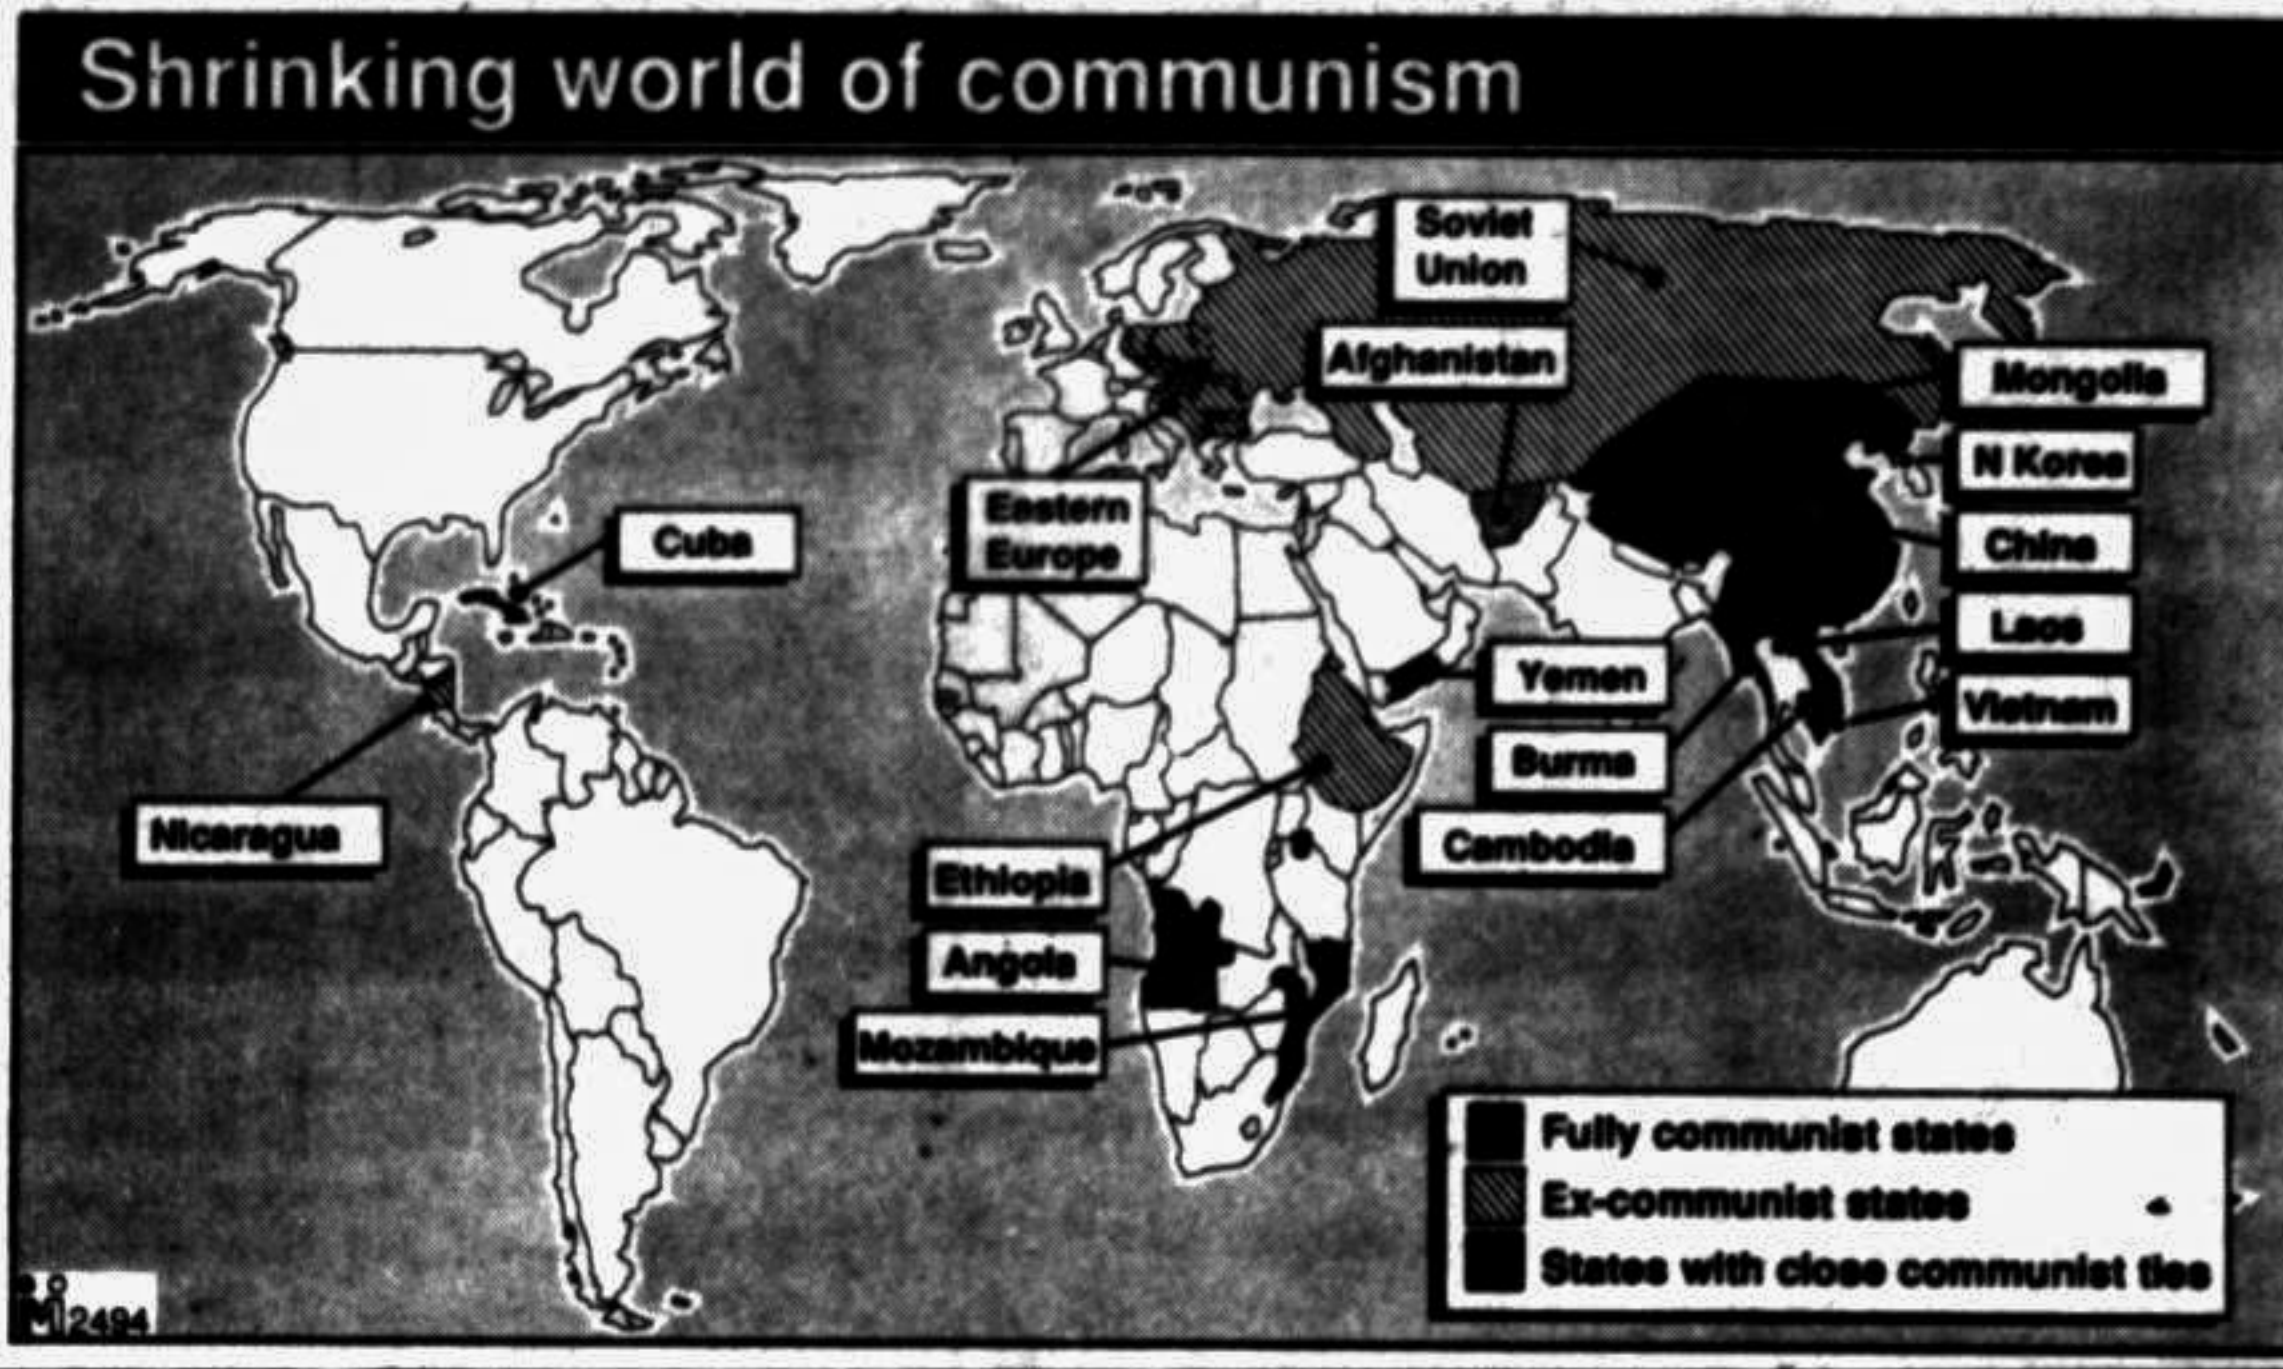 Shrinking world of communism
Soviet
Union
Afghanistan
Mongolia
N Korea
China
Laos
Vietnam
Cuba
Eastern
Europe
Yemen
Burma
Cambodia
Nicaragua
Ethiopia
Angola
Mozambique
Fully communist states
Ex-communist states
States with close communist ties
M 2494